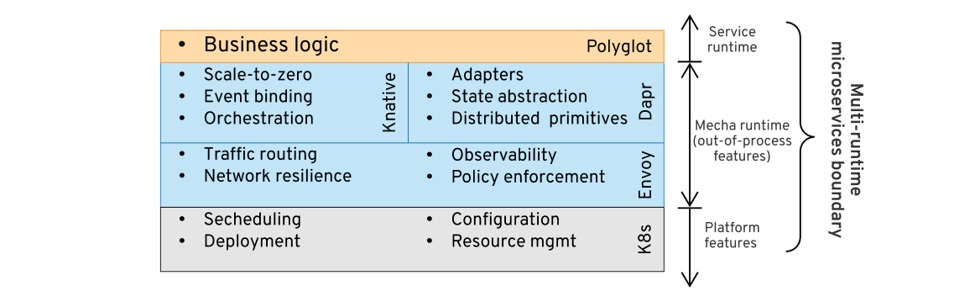 • Business logic
Polyglot
• Scale-to-zero
• Event binding
• Orchestration
Knative
• Adapters
• State abstraction
• Distributed primitives
Dapr
• Traffic routing
• Network resilience
• Observability
• Policy enforcement
Envoy
• Secheduling
• Deployment
• Configuration
• Resource mgmt
K8s
Service
runtime
Mecha runtime
(out-of-process
features)
Platform
features
Multi-runtime
microservices boundary